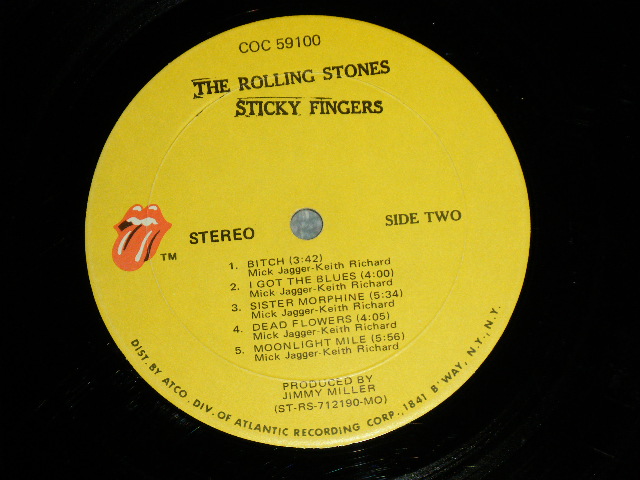 COC 59100
THE ROLLING STONES
STICKY FINGERS
STEREO
SIDE TWO
TM
1. BITCH (3:42)
Mick Jagger-Keith Richard
2. I GOT THE BLUES (4:00)
Mick Jagger-Keith Richard
3. SISTER MORPHINE (5:34)
Mick Jagger-Keith Richard
4. DEAD FLOWERS (4:05)
Mick Jagger-Keith Richard
5. MOONLIGHT MILE (5:56)
Mick Jagger-Keith Richard
PRODUCED BY
JIMMY MILLER
(ST-RS-712190-MO)
DIST. BY ATCO. DIV. OF ATLANTIC RECORDING CORP., 1841 B'WAY, N.Y., N.Y.